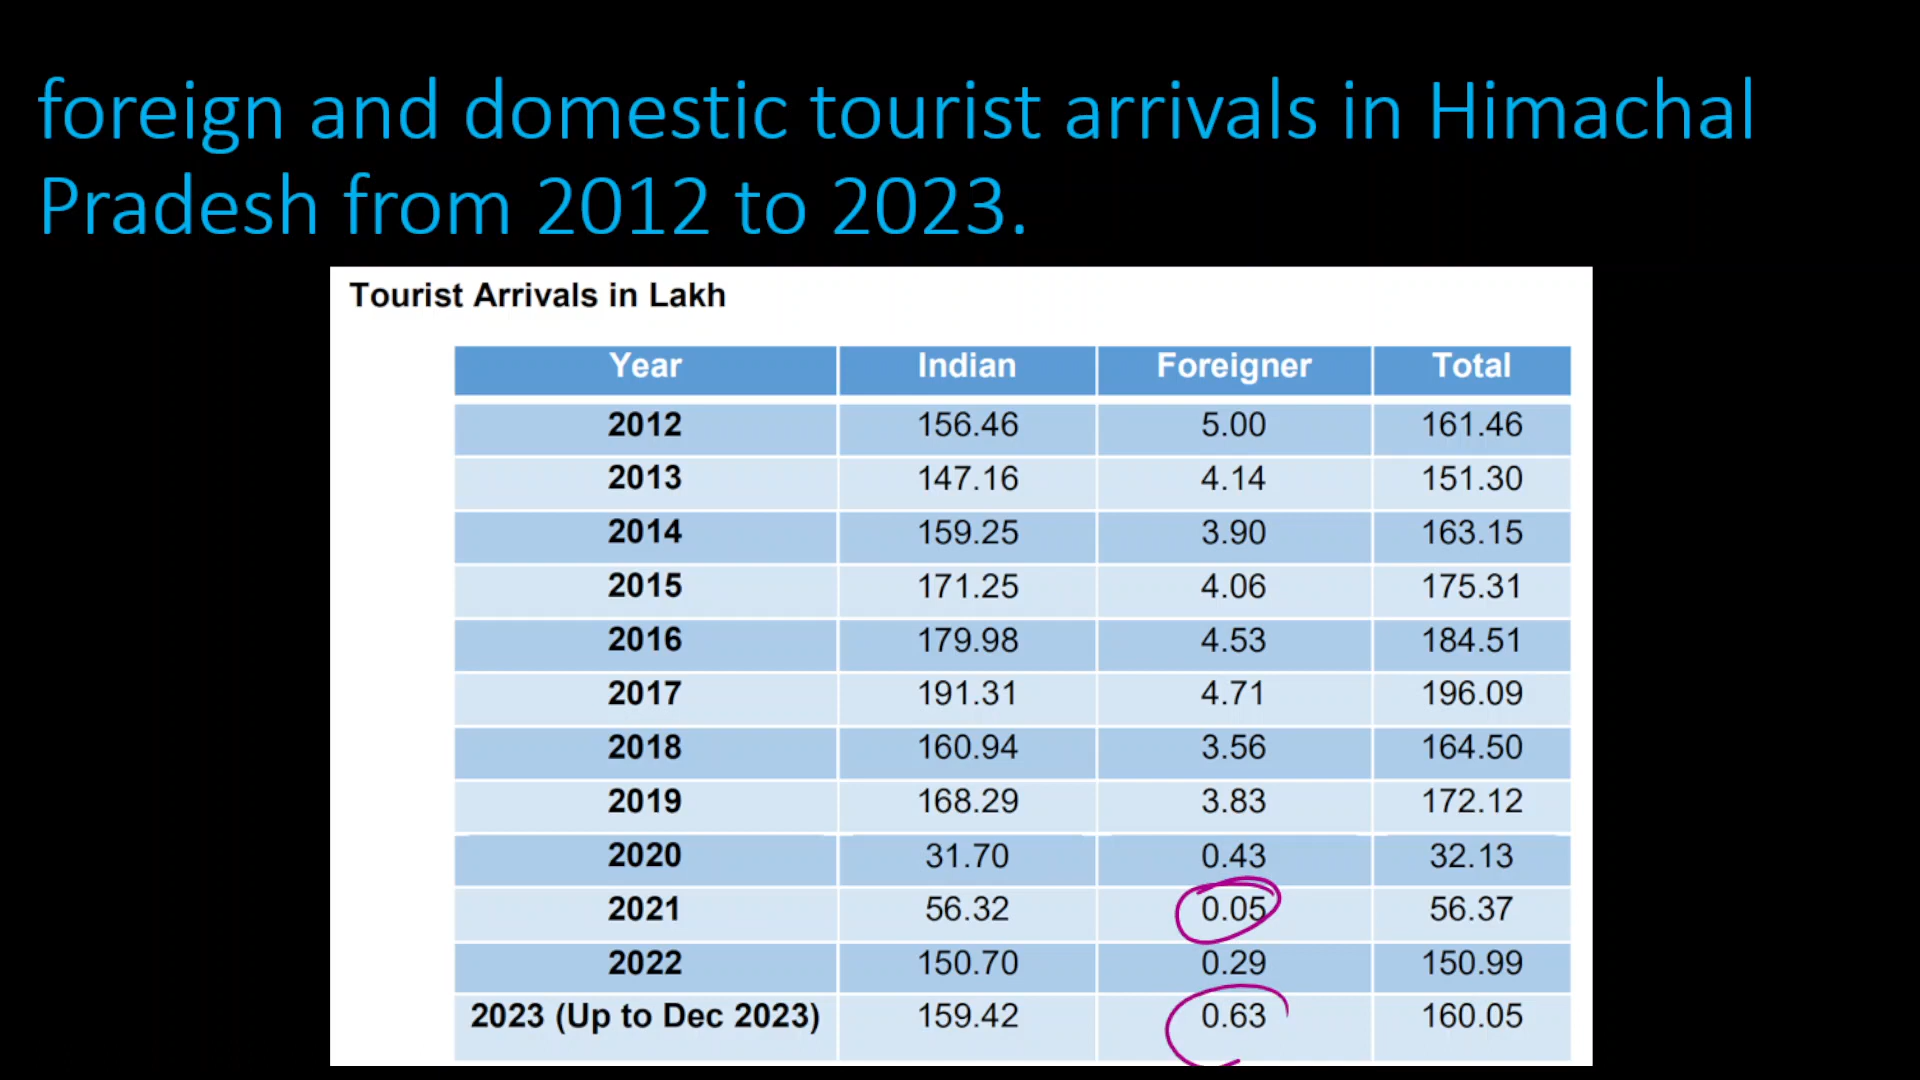 foreign and domestic tourist arrivals in Himachal
Pradesh from 2012 to 2023.
Tourist Arrivals in Lakh
Year Indian Foreigner Total
2012 156.46 5.00 161.46
2013 147.16 4.14 151.30
2014 159.25 3.90 163.15
2015 171.25 4.06 175.31
2016 179.98 4.53 184.51
2017 191.31 4.71 196.09
2018 160.94 3.56 164.50
2019 168.29 3.83 172.12
2020 31.70 0.43 32.13
2021 56.32 0.05 56.37
2022 150.70 0.29 150.99
2023 (Up to Dec 2023) 159.42 0.63 160.05